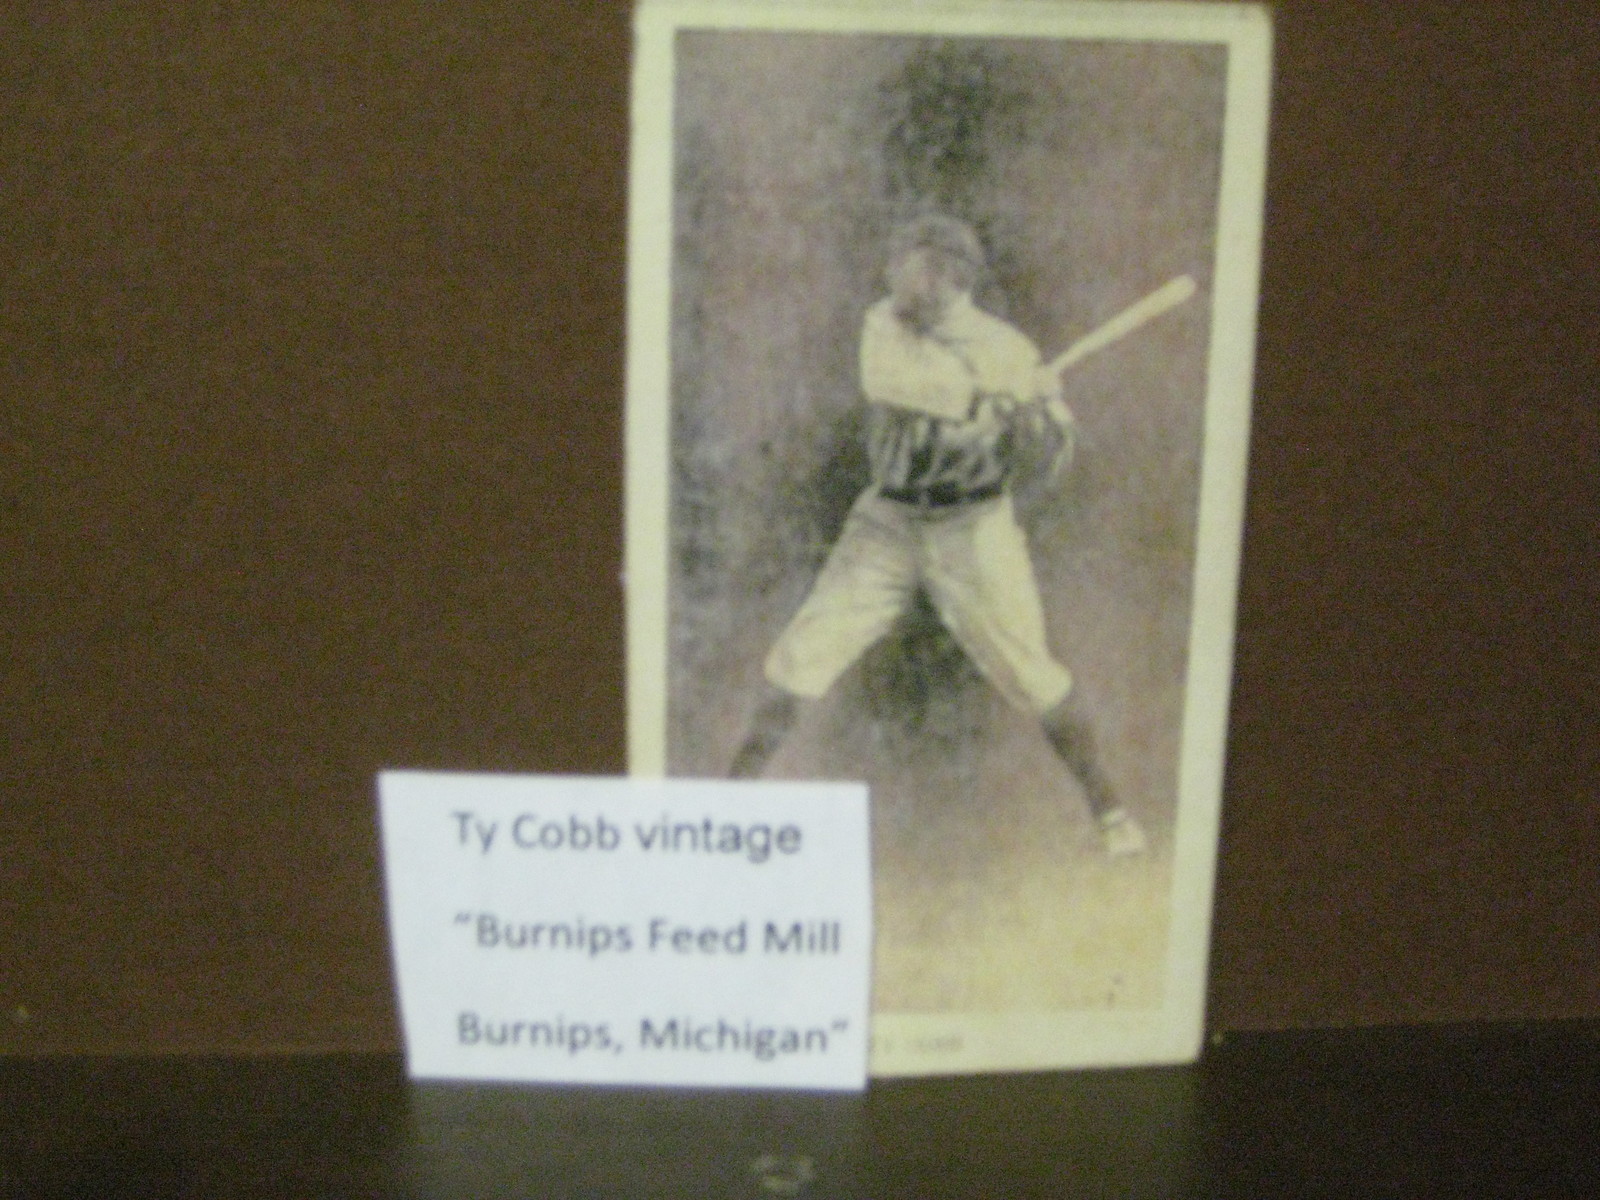 Ty Cobb vintage
"Burnips Feed Mill
Burnips, Michigan"